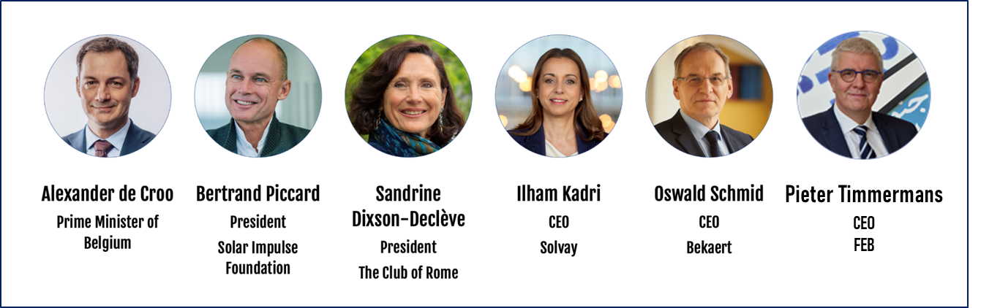 Alexander de Croo
Prime Minister of
Belgium
Bertrand Piccard
President
Solar Impulse
Foundation
Sandrine
Dixson-Declève
President
The Club of Rome
Ilham Kadri
CEO
Solvay
Oswald Schmid
CEO
Bekaert
Pieter Timmermans
CEO
FEB